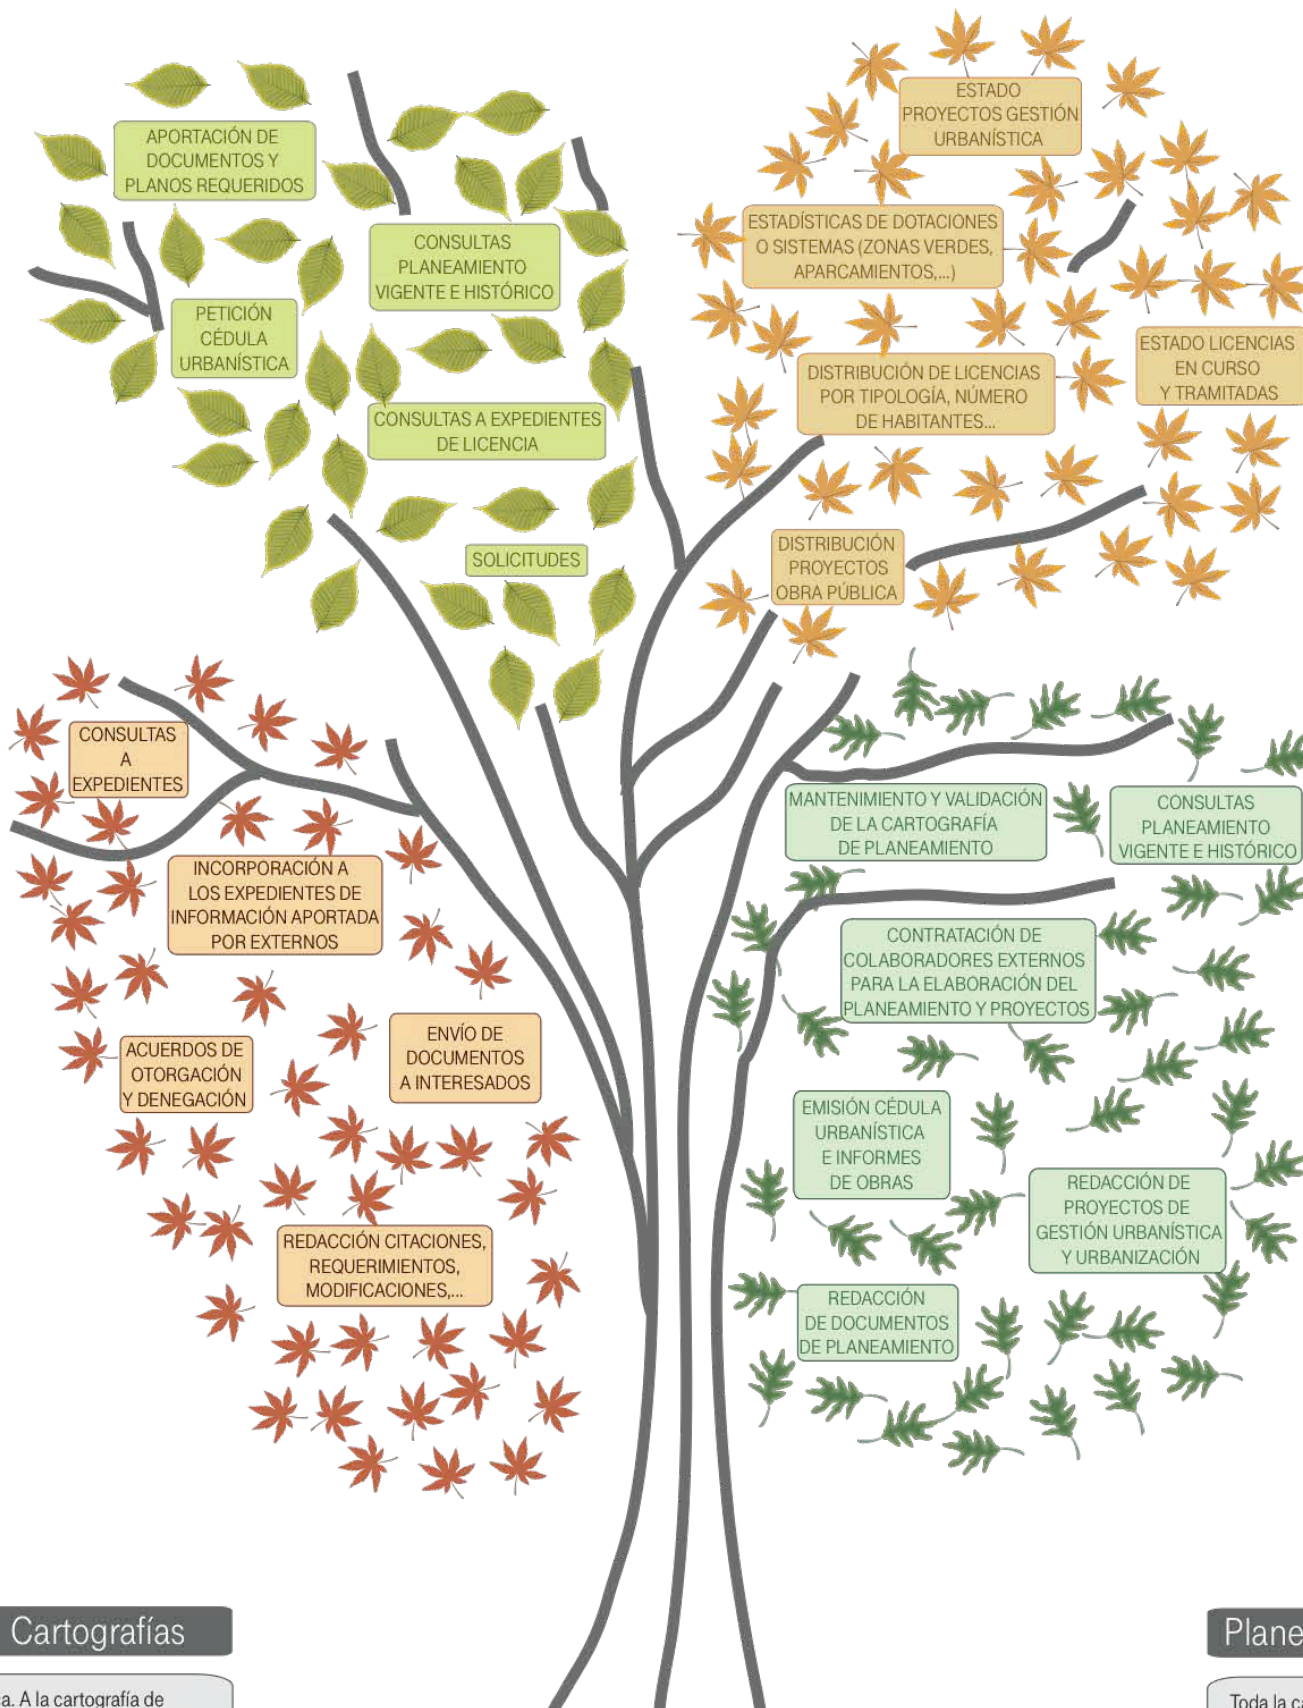 APORTACIÓN DE
DOCUMENTOS Y
PLANOS REQUERIDOS
CONSULTAS
PLANEAMIENTO
VIGENTE E HISTÓRICO
PETICIÓN
CÉDULA
URBANÍSTICA
CONSULTAS A EXPEDIENTES
DE LICENCIA
SOLICITUDES
ESTADO
PROYECTOS GESTIÓN
URBANÍSTICA
ESTADÍSTICAS DE DOTACIONES
O SISTEMAS (ZONAS VERDES,
APARCAMIENTOS,...)
ESTADO LICENCIAS
EN CURSO
Y TRAMITADAS
DISTRIBUCIÓN DE LICENCIAS
POR TIPOLOGÍA, NÚMERO
DE HABITANTES...
DISTRIBUCIÓN
PROYECTOS
OBRA PÚBLICA
CONSULTAS
A
EXPEDIENTES
INCORPORACIÓN A
LOS EXPEDIENTES DE
INFORMACIÓN APORTADA
POR EXTERNOS
ENVÍO DE
DOCUMENTOS
A INTERESADOS
ACUERDOS DE
OTORGACIÓN
Y DENEGACIÓN
REDACCIÓN CITACIONES,
REQUERIMIENTOS,
MODIFICACIONES,...
MANTENIMIENTO Y VALIDACIÓN
DE LA CARTOGRAFÍA
DE PLANEAMIENTO
CONSULTAS
PLANEAMIENTO
VIGENTE E HISTÓRICO
CONTRATACIÓN DE
COLABORADORES EXTERNOS
PARA LA ELABORACIÓN DEL
PLANEAMIENTO Y PROYECTOS
EMISIÓN CÉDULA
URBANÍSTICA
E INFORMES
DE OBRAS
REDACCIÓN DE
PROYECTOS DE
GESTIÓN URBANÍSTICA
Y URBANIZACIÓN
REDACCIÓN
DE DOCUMENTOS
DE PLANEAMIENTO
Cartografías
ca. A la cartografía de
Plane
Toda la ca